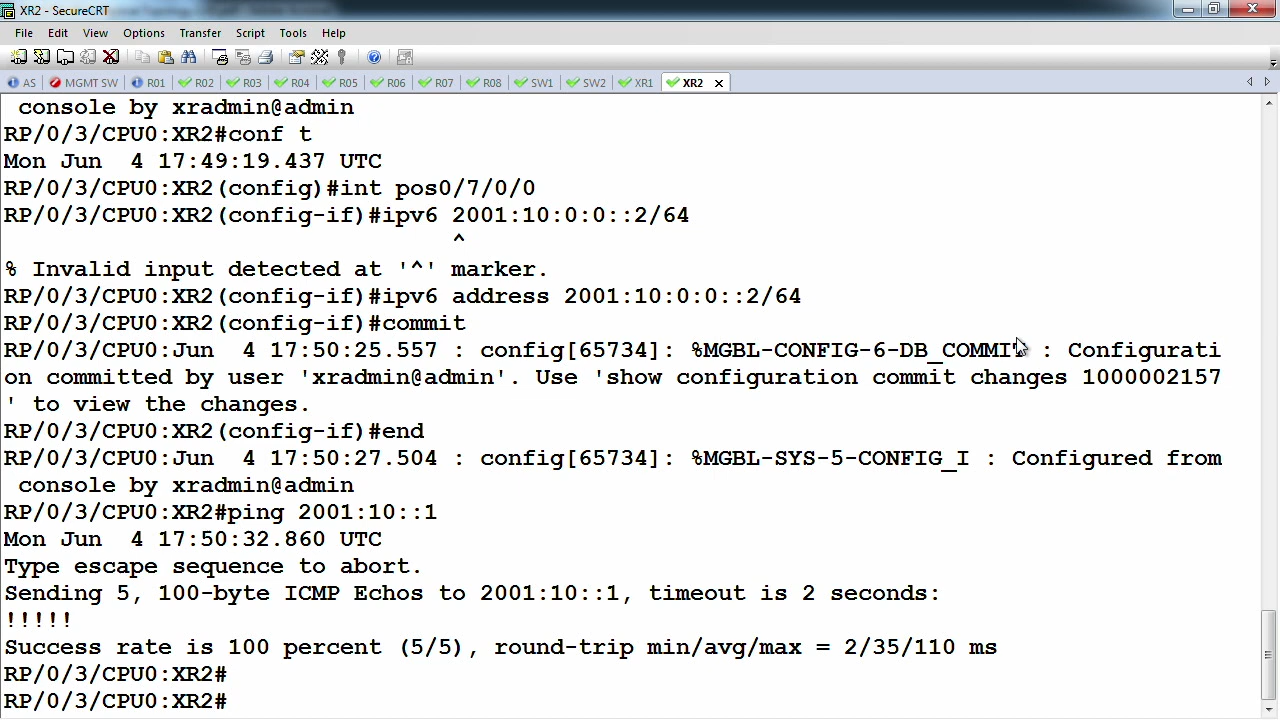 XR2 - SecureCRT
File Edit View Options Transfer Script Tools Help
AS MGMT SW R01 R02 R03 R04 R05 R06 R07 R08 SW1 SW2 XR1 XR2
console by xradmin@admin
RP/0/3/CPU0:XR2#conf t
Mon Jun  4 17:49:19.437 UTC
RP/0/3/CPU0:XR2(config)#int pos0/7/0/0
RP/0/3/CPU0:XR2(config-if)#ipv6 2001:10:0:0::2/64
^
% Invalid input detected at '^' marker.
RP/0/3/CPU0:XR2(config-if)#ipv6 address 2001:10:0:0::2/64
RP/0/3/CPU0:XR2(config-if)#commit
RP/0/3/CPU0:Jun  4 17:50:25.557 : config[65734]: %MGBL-CONFIG-6-DB_COMMIT : Configurati
on committed by user 'xradmin@admin'. Use 'show configuration commit changes 1000002157
' to view the changes.
RP/0/3/CPU0:XR2(config-if)#end
RP/0/3/CPU0:Jun  4 17:50:27.504 : config[65734]: %MGBL-SYS-5-CONFIG_I : Configured from
console by xradmin@admin
RP/0/3/CPU0:XR2#ping 2001:10::1
Mon Jun  4 17:50:32.860 UTC
Type escape sequence to abort.
Sending 5, 100-byte ICMP Echos to 2001:10::1, timeout is 2 seconds:
!!!!!
Success rate is 100 percent (5/5), round-trip min/avg/max = 2/35/110 ms
RP/0/3/CPU0:XR2#
RP/0/3/CPU0:XR2#